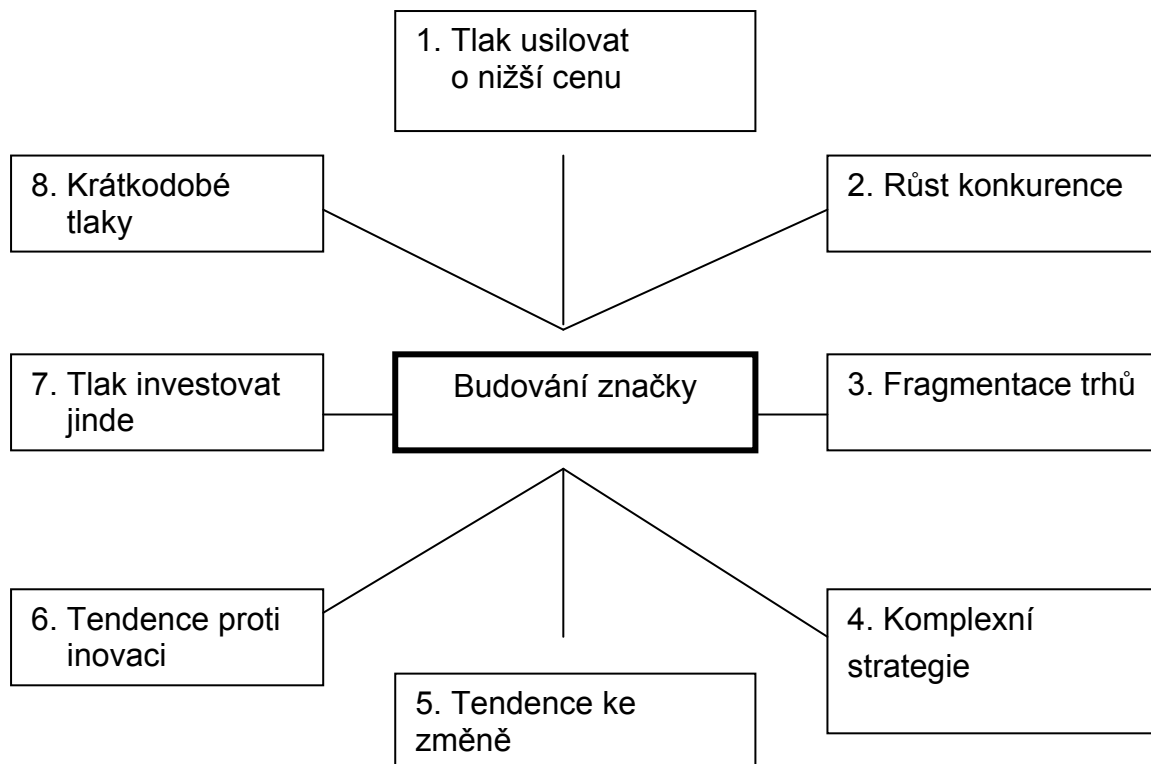 1. Tlak usilovat
o nižší cenu
8. Krátkodobé
tlaky
2. Růst konkurence
7. Tlak investovat
jinde
Budování značky
3. Fragmentace trhů
6. Tendence proti
inovaci
4. Komplexní
strategie
5. Tendence ke
změně